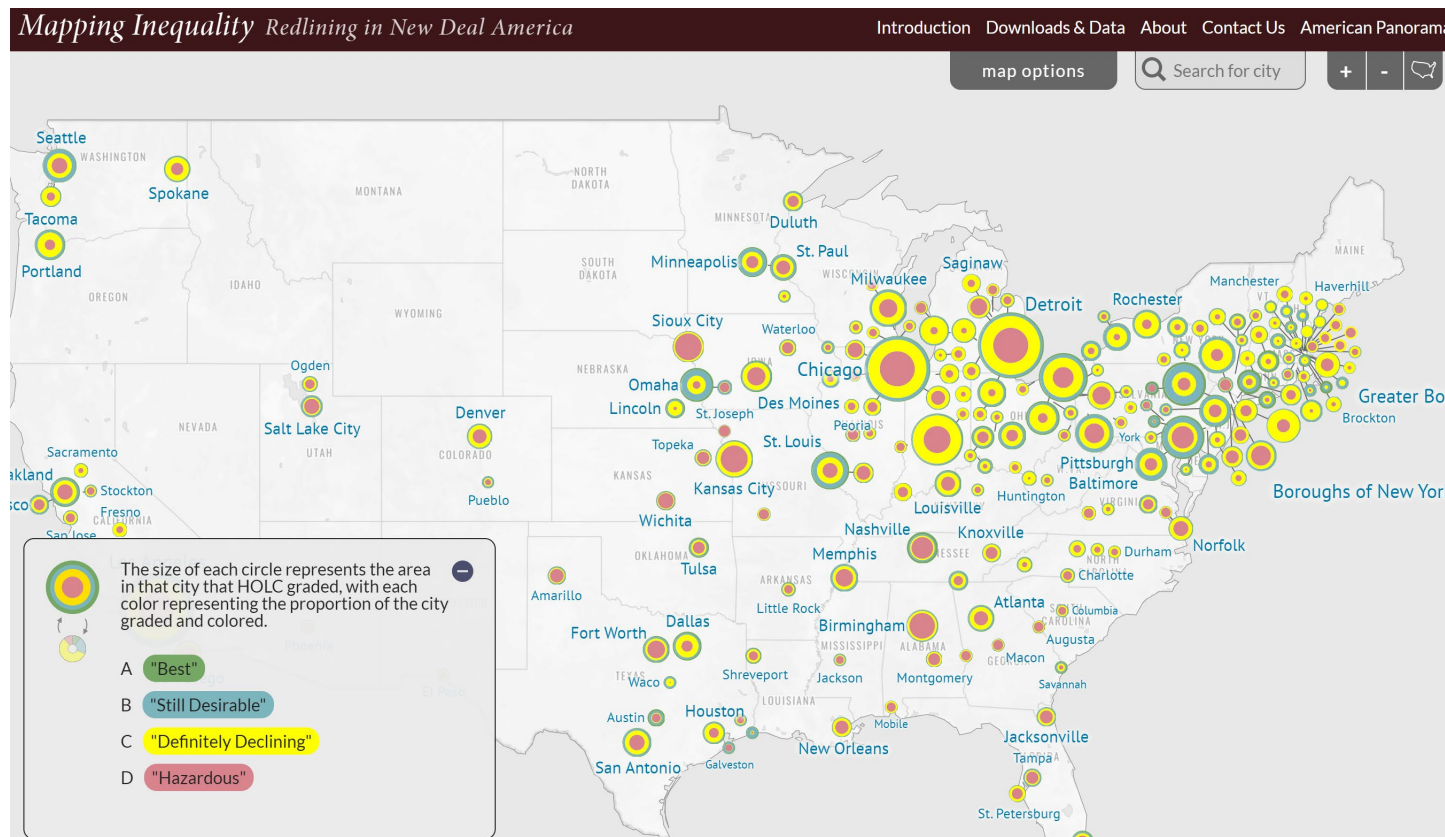 Mapping Inequality Redlining in New Deal America
Introduction Downloads & Data About Contact Us American Panorama
map options
Search for city
+ -
Seattle
WASHINGTON
Spokane
Tacoma
Portland
OREGON
IDAHO
MONTANA
NORTH
DAKOTA
SOUTH
DAKOTA
WYOMING
MINNESOTA
Duluth
Minneapolis
St. Paul
WISCONSIN
Milwaukee
Saginaw
Detroit
Rochester
Manchester
Haverhill
MAINE
VT
Sioux City
Waterloo
Chicago
IOWA
NEBRASKA
Omaha
Lincoln
St. Joseph
Des Moines
Peoria
Ogden
Salt Lake City
NEVADA
UTAH
Denver
COLORADO
Pueblo
Topeka
St. Louis
KANSAS
Kansas City
MISSOURI
Wichita
York
Pittsburgh
Baltimore
Greater Bo
Brockton
Boroughs of New Yor
Louisville
Huntington
VIRGINIA
Norfolk
Sacramento
akland
Stockton
sco
Fresno
CALIFORNIA
San Jose
Nashville
Knoxville
OKLAHOMA
Tulsa
Memphis
Durham
NORTH
Charlotte
Amarillo
ARKANSAS
Little Rock
Atlanta
Columbia
CAROLINA
Birmingham
Augusta
Fort Worth
Dallas
MISSISSIPPI
ALABAMA
GEORGIA
Macon
TEXAS
Waco
Shreveport
Jackson
Montgomery
Savannah
LOUISIANA
Austin
Houston
Mobile
New Orleans
Jacksonville
San Antonio
Galveston
Tampa
St. Petersburg
The size of each circle represents the area
in that city that HOLC graded, with each
color representing the proportion of the city
graded and colored.
A "Best"
B "Still Desirable"
C "Definitely Declining"
D "Hazardous"